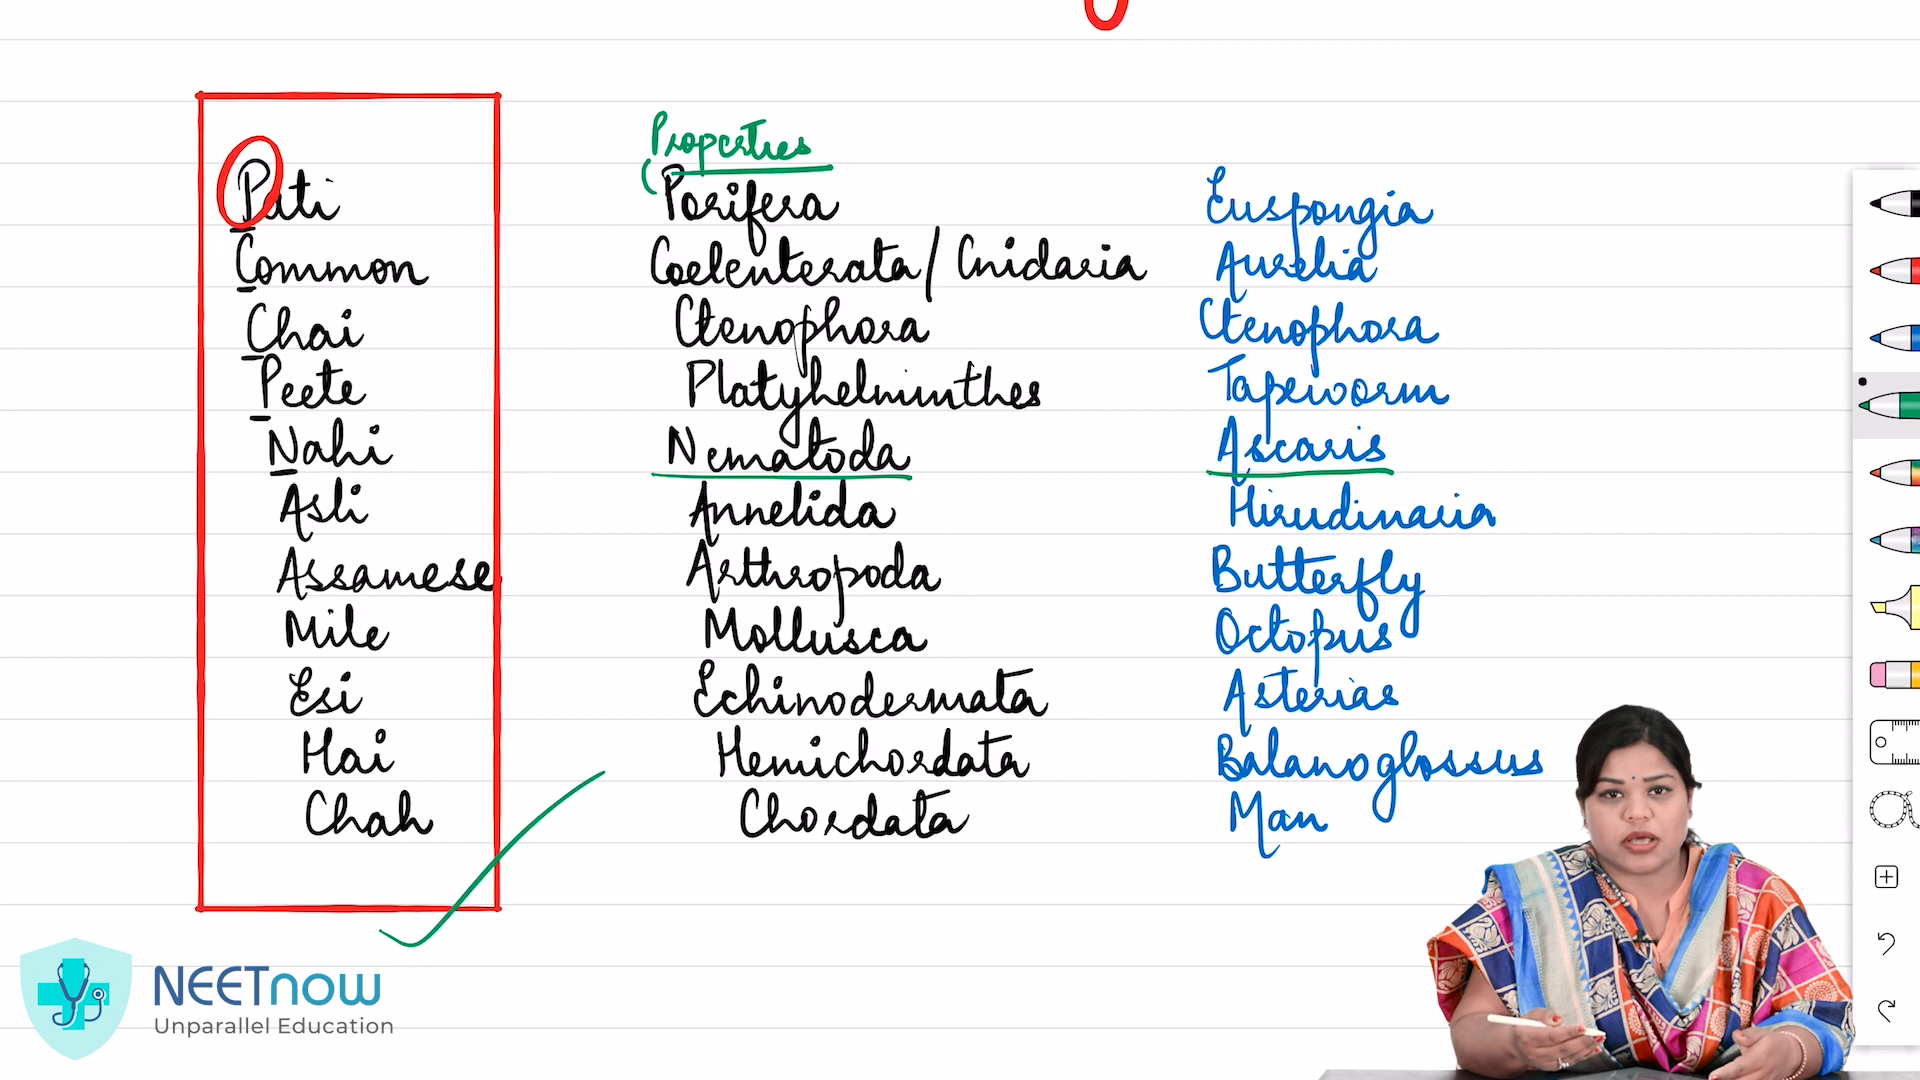 Properties
Pati Porifera Euspongia
Common Coelenterata / Cnidaria Aurelia
Chai Ctenophora Ctenophora
Peete Platyhelminthes Tapeworm
Nahi Nematoda Ascaris
Asli Annelida Hirudinaria
Assamese Arthropoda Butterfly
Mile Mollusca Octopus
Esi Echinodermata Asterias
Hai Hemichordata Balanoglossus
Chah Chordata Man
NEETnow
Unparallel Education